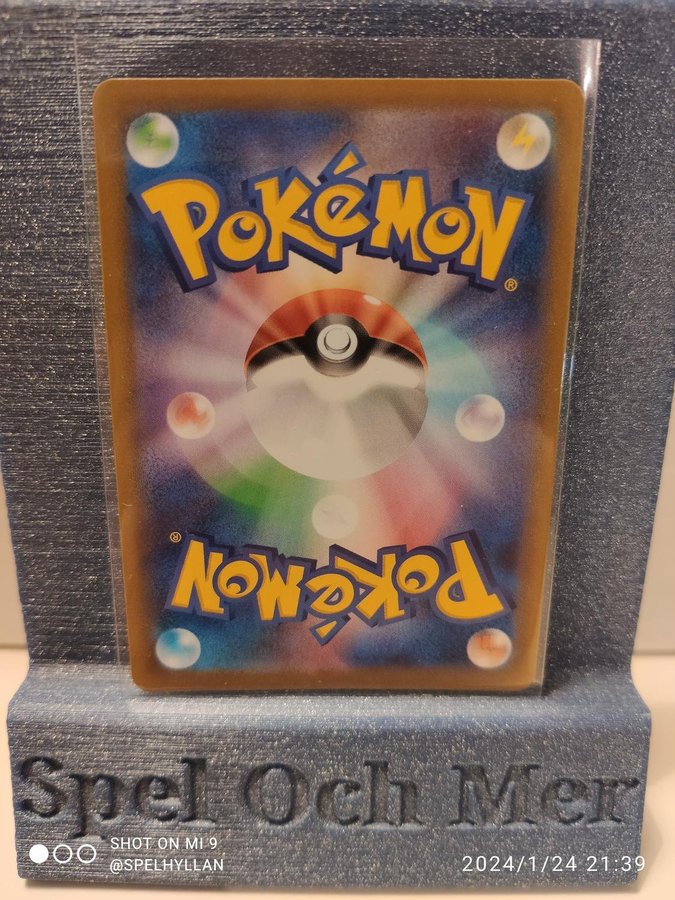 POKéMON
®
POKéMON
®
Spel Och Mer
SHOT ON MI 9
@SPELHYLLAN
2024/1/24 21:39